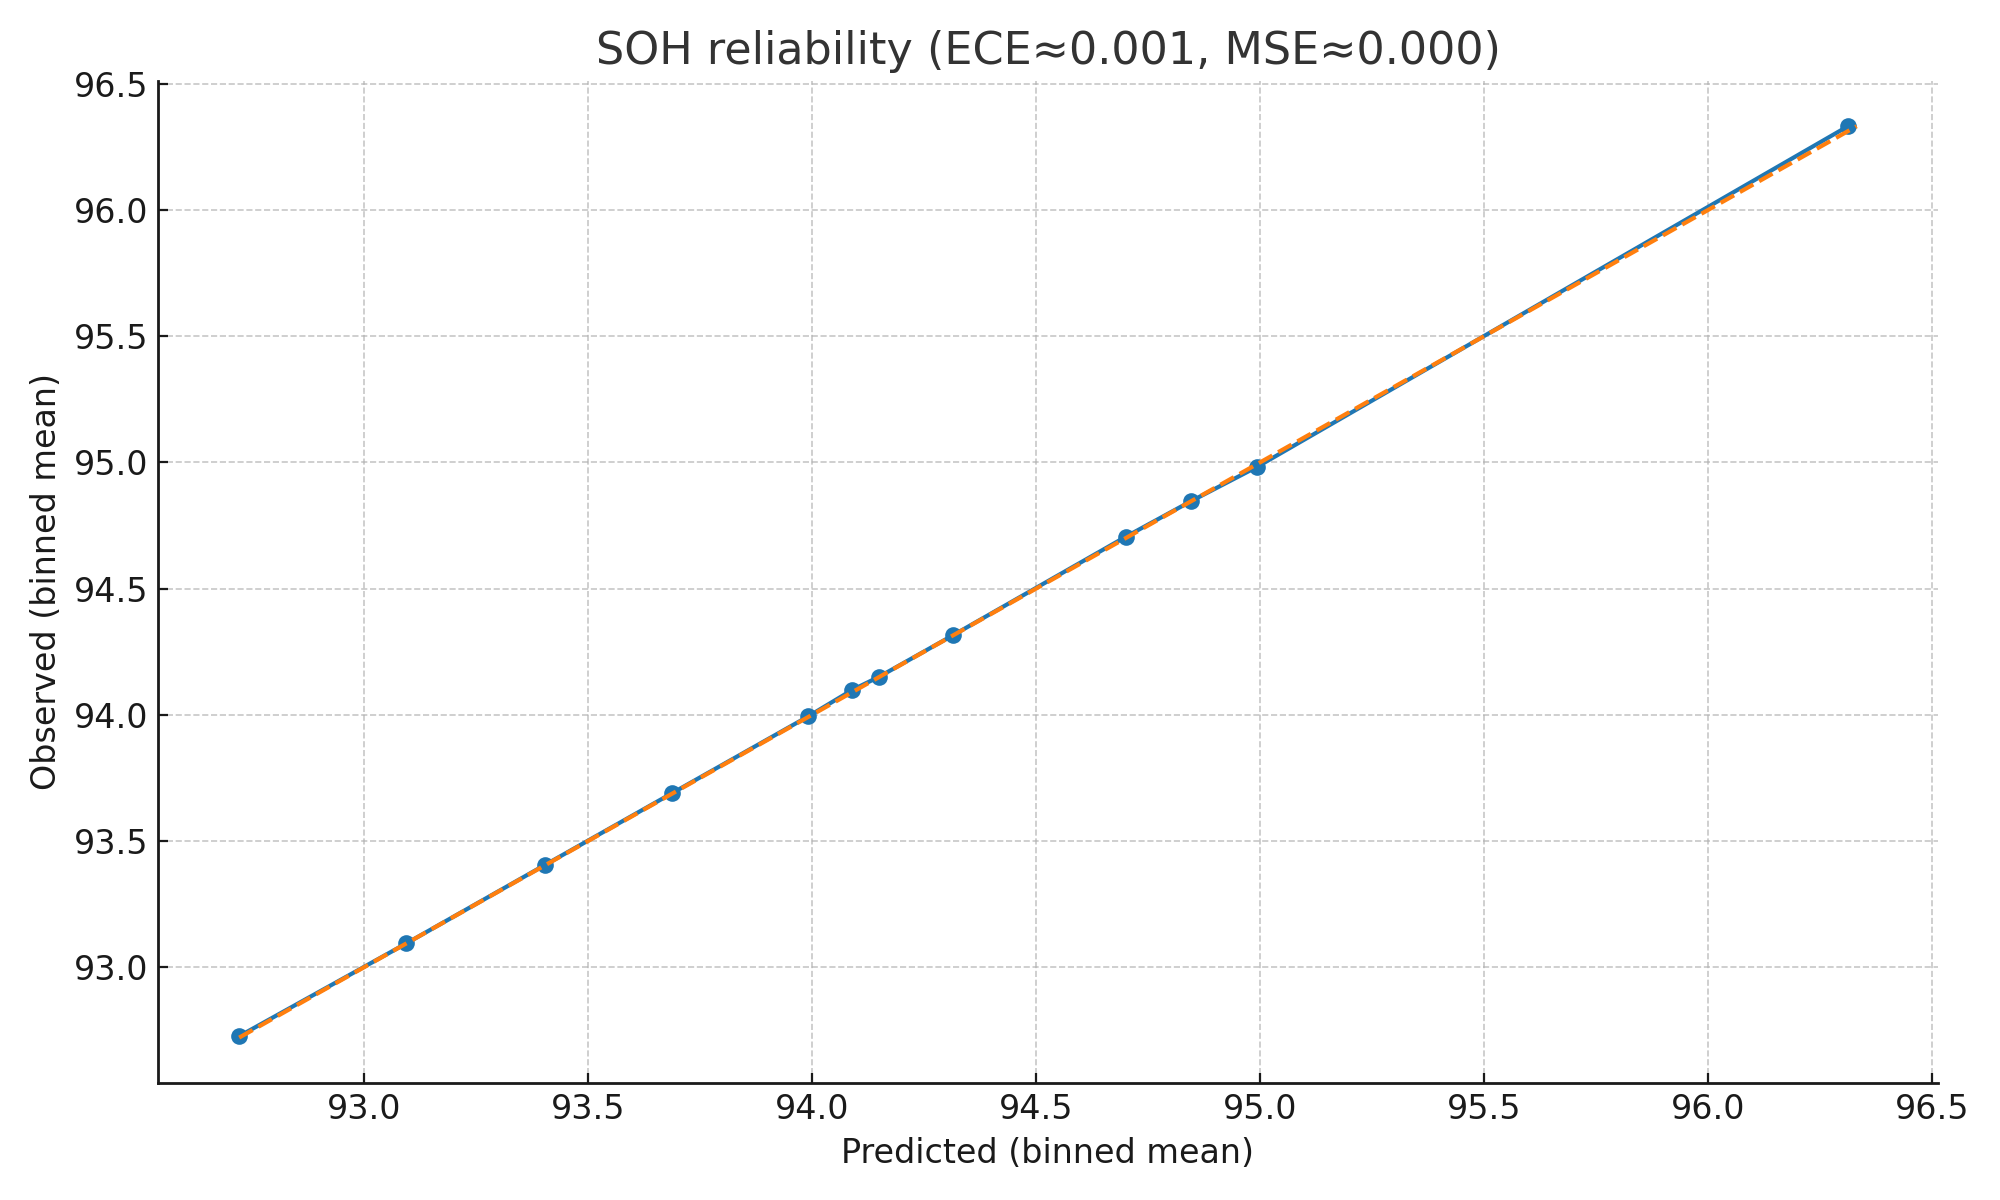 SOH reliability (ECE≈0.001, MSE≈0.000)
96.5
96.0
95.5
95.0
94.5
94.0
93.5
93.0
Observed (binned mean)
93.0 93.5 94.0 94.5 95.0 95.5 96.0 96.5
Predicted (binned mean)